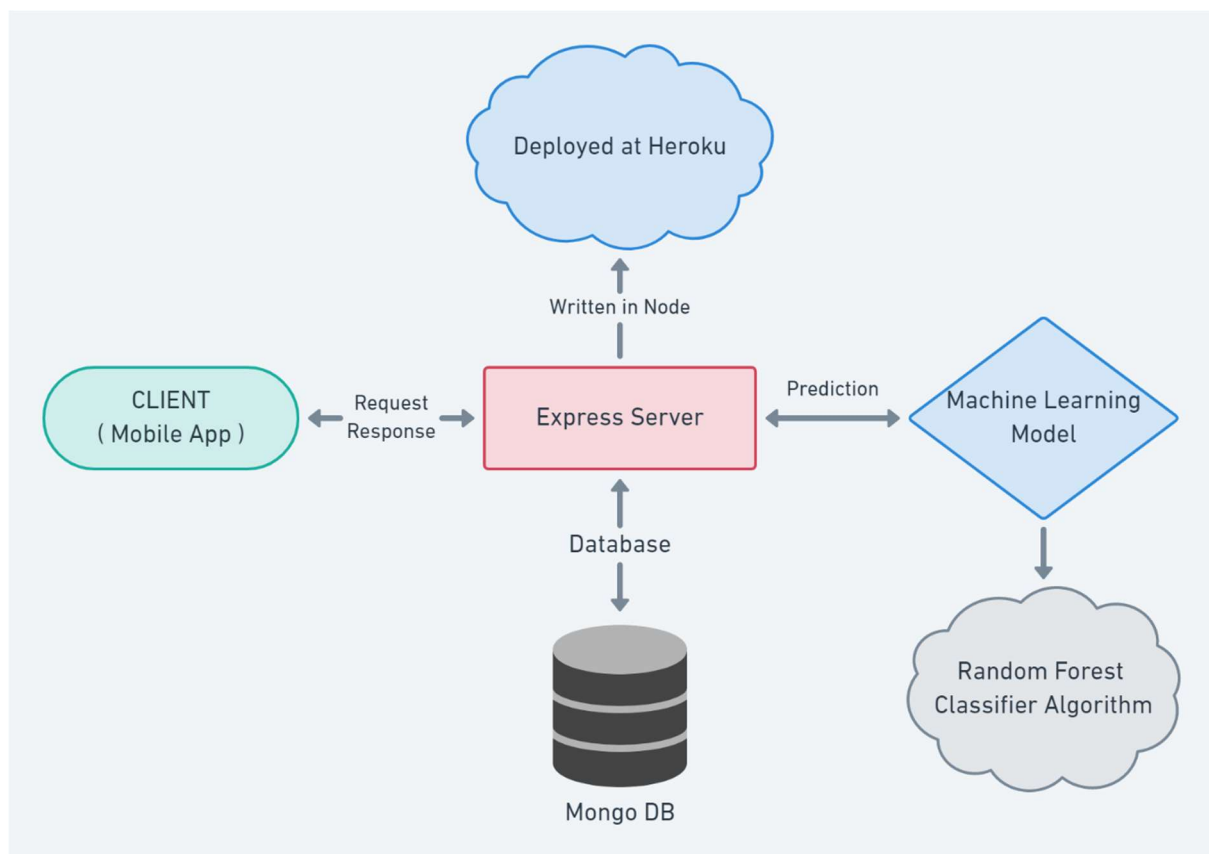 Deployed at Heroku
Written in Node
CLIENT
( Mobile App )
Request
Response
Express Server
Prediction
Machine Learning
Model
Database
Random Forest
Classifier Algorithm
Mongo DB